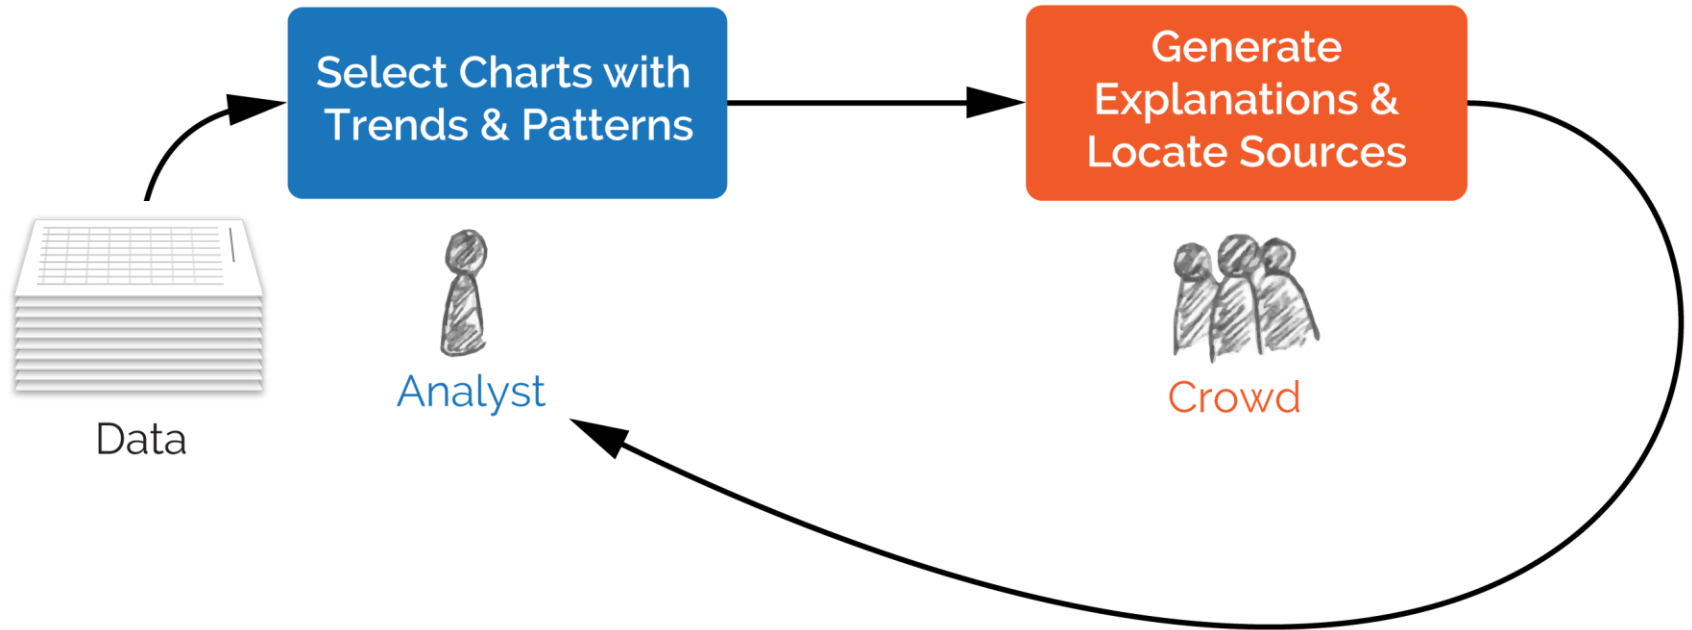 Select Charts with
Trends & Patterns
Generate
Explanations &
Locate Sources
Data
Analyst
Crowd